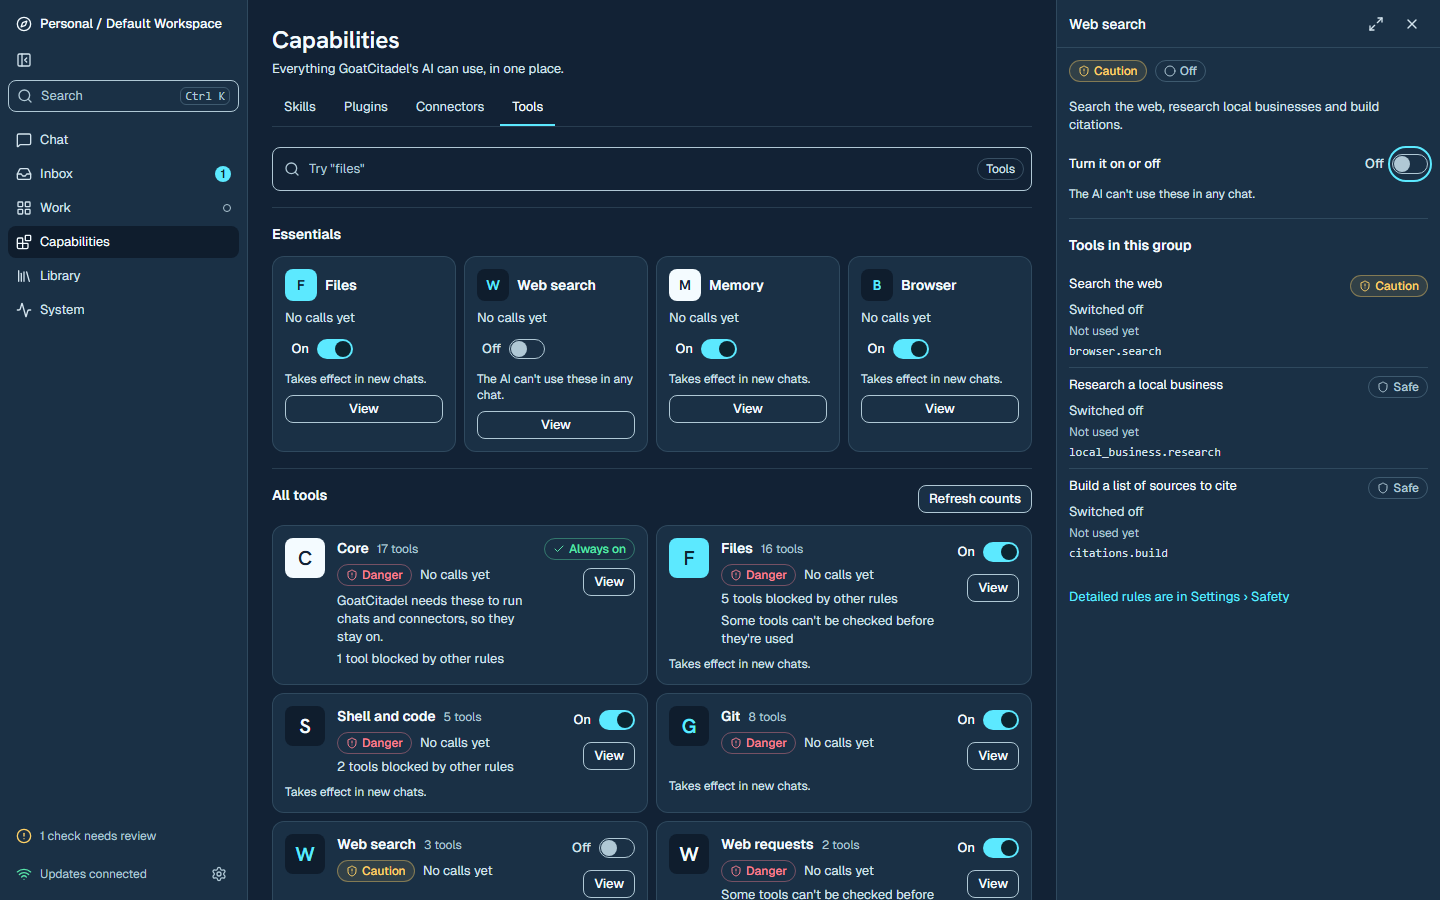 Personal / Default Workspace
Search
Ctrl K
Chat
Inbox
1
Work
Capabilities
Library
System
1 check needs review
Updates connected
Capabilities
Everything GoatCitadel's AI can use, in one place.
Skills
Plugins
Connectors
Tools
Try "files"
Tools
Essentials
F
Files
No calls yet
On
Takes effect in new chats.
View
W
Web search
No calls yet
Off
The AI can't use these in any
chat.
View
M
Memory
No calls yet
On
Takes effect in new chats.
View
B
Browser
No calls yet
On
Takes effect in new chats.
View
All tools
Refresh counts
C
Core 17 tools
Always on
Danger
No calls yet
View
GoatCitadel needs these to run
chats and connectors, so they
stay on.
1 tool blocked by other rules
F
Files 16 tools
On
Danger
No calls yet
View
5 tools blocked by other rules
Some tools can't be checked before
they're used
Takes effect in new chats.
S
Shell and code 5 tools
On
Danger
No calls yet
View
2 tools blocked by other rules
Takes effect in new chats.
G
Git 8 tools
On
Danger
No calls yet
View
Takes effect in new chats.
W
Web search 3 tools
Off
Caution
No calls yet
View
W
Web requests 2 tools
On
Danger
No calls yet
View
Some tools can't be checked before
Web search
Caution
Off
Search the web, research local businesses and build
citations.
Turn it on or off
Off
The AI can't use these in any chat.
Tools in this group
Search the web
Caution
Switched off
Not used yet
browser.search
Research a local business
Safe
Switched off
Not used yet
local_business.research
Build a list of sources to cite
Safe
Switched off
Not used yet
citations.build
Detailed rules are in Settings › Safety